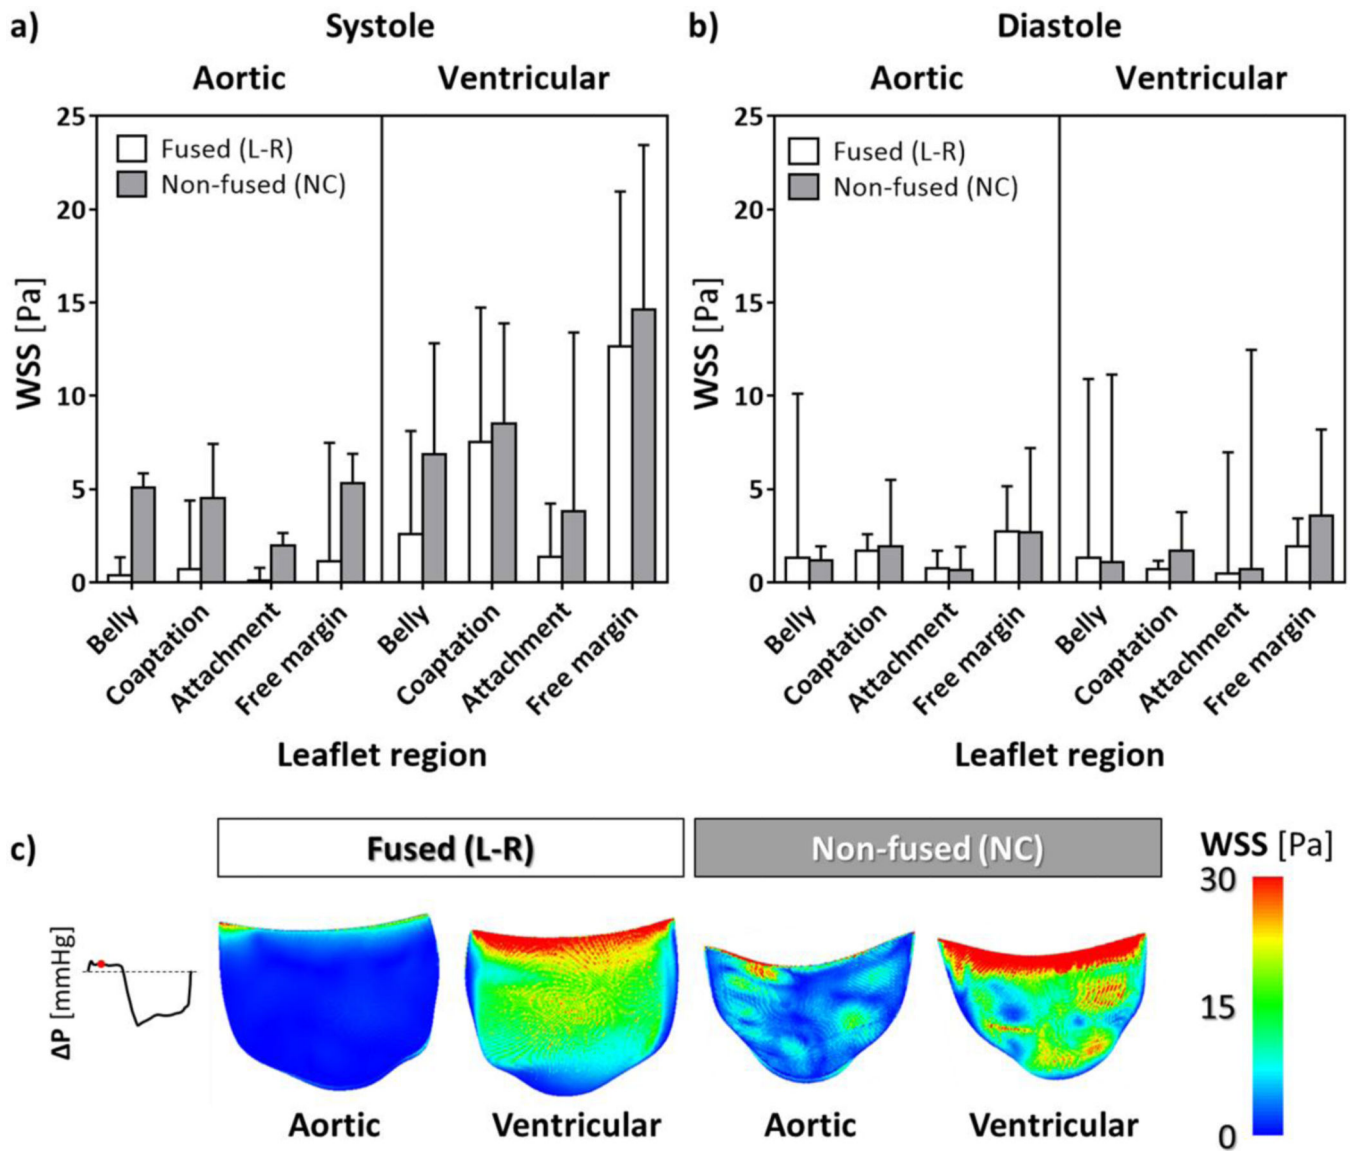 a)
Systole
Aortic
Ventricular
25
20
15
10
5
0
WSS [Pa]
Fused (L-R)
Non-fused (NC)
Belly
Coaptation
Attachment
Free margin
Belly
Coaptation
Attachment
Free margin
Leaflet region
b)
Diastole
Aortic
Ventricular
25
20
15
10
5
0
WSS [Pa]
Fused (L-R)
Non-fused (NC)
Belly
Coaptation
Attachment
Free margin
Belly
Coaptation
Attachment
Free margin
Leaflet region
c)
Fused (L-R)
Non-fused (NC)
WSS [Pa]
30
15
0
ΔP [mmHg]
Aortic
Ventricular
Aortic
Ventricular